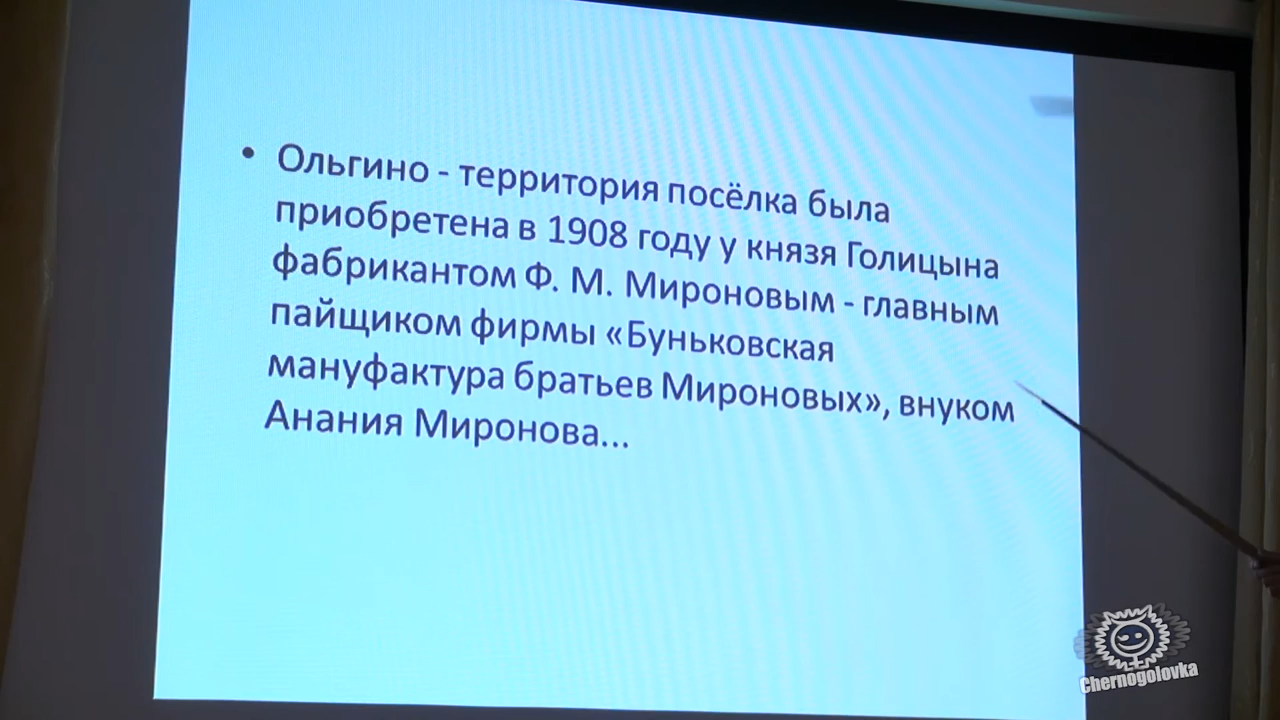 • Ольгино - территория посёлка была
приобретена в 1908 году у князя Голицына
фабрикантом Ф. М. Мироновым - главным
пайщиком фирмы «Буньковская
мануфактура братьев Мироновых», внуком
Анания Миронова...
Chernogolovka